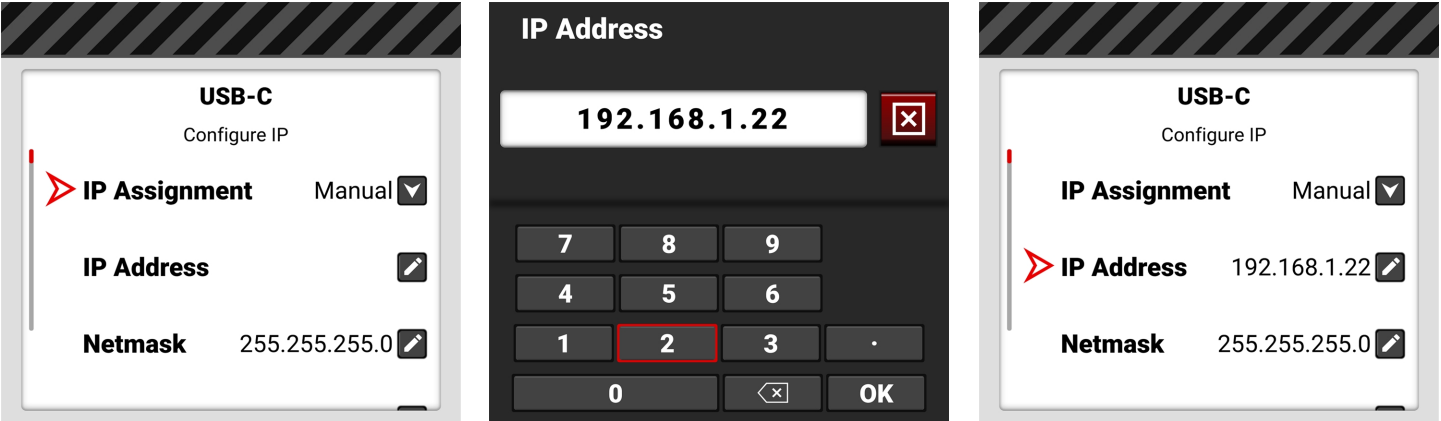 USB-C
Configure IP
IP Assignment Manual
IP Address
Netmask 255.255.255.0
IP Address
192.168.1.22
7 8 9
4 5 6
1 2 3 .
0 OK
USB-C
Configure IP
IP Assignment Manual
IP Address 192.168.1.22
Netmask 255.255.255.0